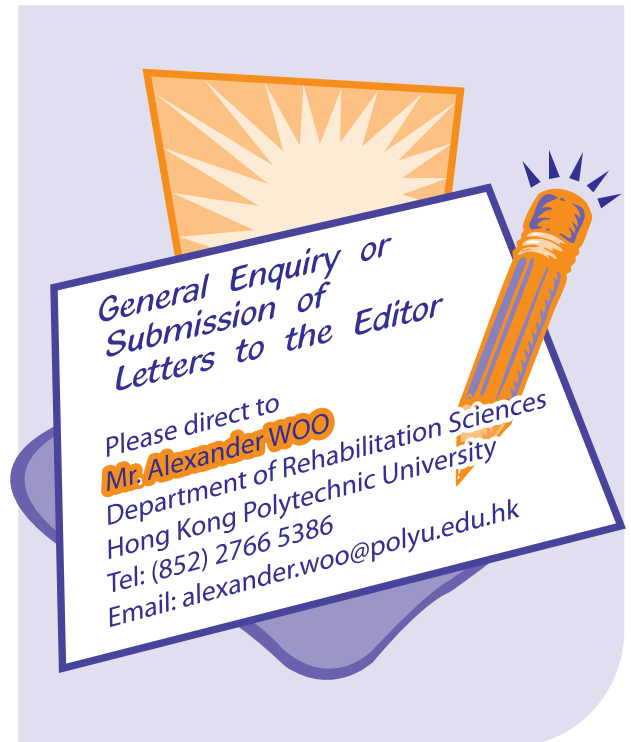 General Enquiry or
Submission of
Letters to the Editor
Please direct to
Mr. Alexander WOO
Department of Rehabilitation Sciences
Hong Kong Polytechnic University
Tel: (852) 2766 5386
Email: alexander.woo@polyu.edu.hk